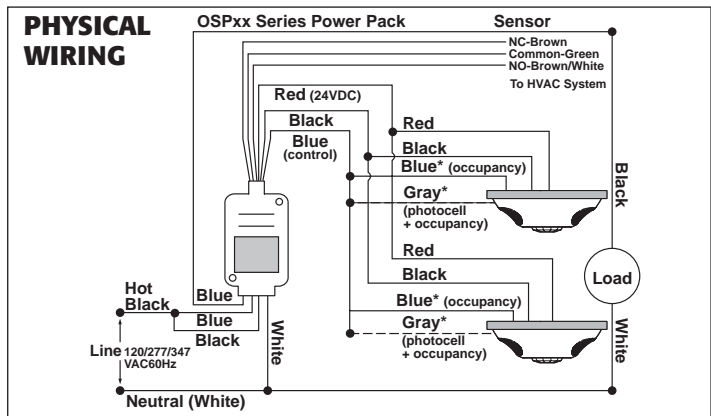 PHYSICAL
WIRING
OSPxx Series Power Pack
Sensor
NC-Brown
Common-Green
NO-Brown/White
To HVAC System
Red (24VDC)
Black
Blue
(control)
Red
Black
Blue* (occupancy)
Gray*
(photocell
+ occupancy)
Black
Red
Black
Blue* (occupancy)
Gray*
(photocell
+ occupancy)
Load
White
Hot
Black
Blue
Blue
Black
White
Line 120/277/347
VAC60Hz
Neutral (White)